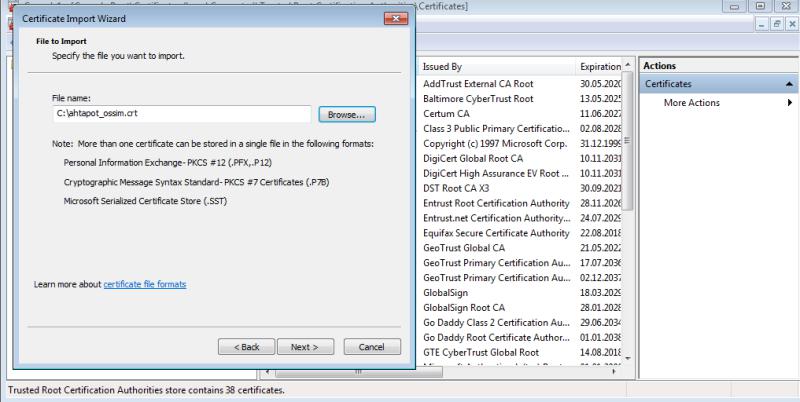 Certificates]
Certificate Import Wizard
File to Import
Specify the file you want to import.
File name:
C:\ahtapot_ossim.crt
Browse...
Note: More than one certificate can be stored in a single file in the following formats:
Personal Information Exchange- PKCS #12 (.PFX,.P12)
Cryptographic Message Syntax Standard- PKCS #7 Certificates (.P7B)
Microsoft Serialized Certificate Store (.SST)
Learn more about certificate file formats
< Back
Next >
Cancel
Issued By Expiration
AddTrust External CA Root 30.05.2020
Baltimore CyberTrust Root 13.05.2025
Certum CA 11.06.2027
Class 3 Public Primary Certificatio... 02.08.2028
Copyright (c) 1997 Microsoft Corp. 31.12.1999
DigiCert Global Root CA 10.11.2031
DigiCert High Assurance EV Root ... 10.11.2031
DST Root CA X3 30.09.2021
Entrust Root Certification Authority 28.11.2026
Entrust.net Certification Authority... 24.07.2029
Equifax Secure Certificate Authority 22.08.2018
GeoTrust Global CA 21.05.2022
GeoTrust Primary Certification Au... 17.07.2036
GeoTrust Primary Certification Au... 02.12.2037
GlobalSign 18.03.2029
GlobalSign Root CA 28.01.2028
Go Daddy Class 2 Certification Au... 29.06.2034
Go Daddy Root Certificate Author... 01.01.2038
GTE CyberTrust Global Root 14.08.2018
Actions
Certificates
More Actions
Trusted Root Certification Authorities store contains 38 certificates.